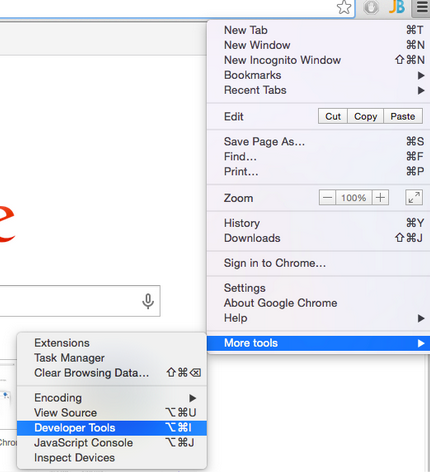 JB
New Tab ⌘T
New Window ⌘N
New Incognito Window ⇧⌘N
Bookmarks ▶
Recent Tabs ▶
Edit Cut Copy Paste
Save Page As... ⌘S
Find... ⌘F
Print... ⌘P
Zoom − 100% +
History ⌘Y
Downloads ⇧⌘J
Sign in to Chrome...
Settings
About Google Chrome
Help ▶
More tools ▶
e
Extensions
Task Manager
Clear Browsing Data... ⇧⌘⌫
Encoding ▶
View Source ⌥⌘U
Developer Tools ⌥⌘I
JavaScript Console ⌥⌘J
Inspect Devices